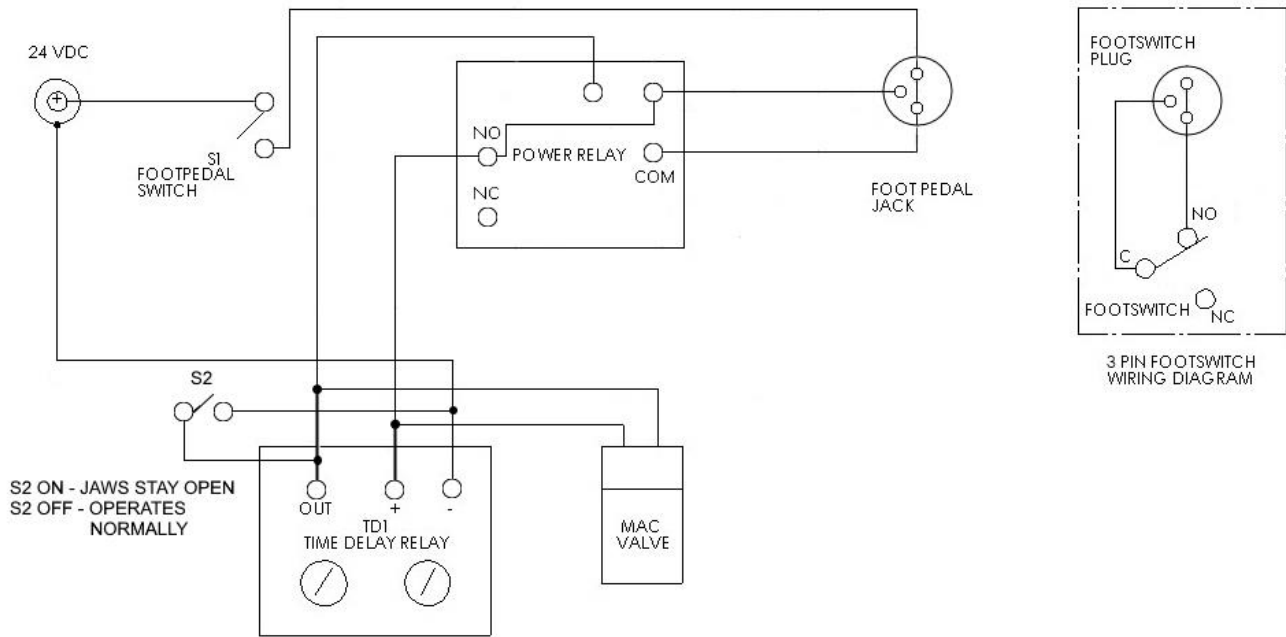 24 VDC
+
S1
FOOTPEDAL
SWITCH
NO
POWER RELAY
COM
NC
FOOT PEDAL
JACK
FOOTSWITCH
PLUG
NO
C
FOOTSWITCH
NC
3 PIN FOOTSWITCH
WIRING DIAGRAM
S2
S2 ON - JAWS STAY OPEN
S2 OFF - OPERATES
NORMALLY
OUT
+
-
TD1
TIME DELAY RELAY
MAC
VALVE